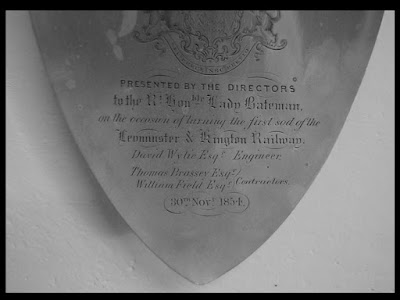 PRESENTED BY THE DIRECTORS
to the Rt Honble Lady Bateman,
on the occasion of turning the first sod of the
Leominster & Kington Railway.
David Wylie Esqr Engineer.
Thomas Brassey Esqr
William Field Esqr Contractors.
30th Novr 1854.